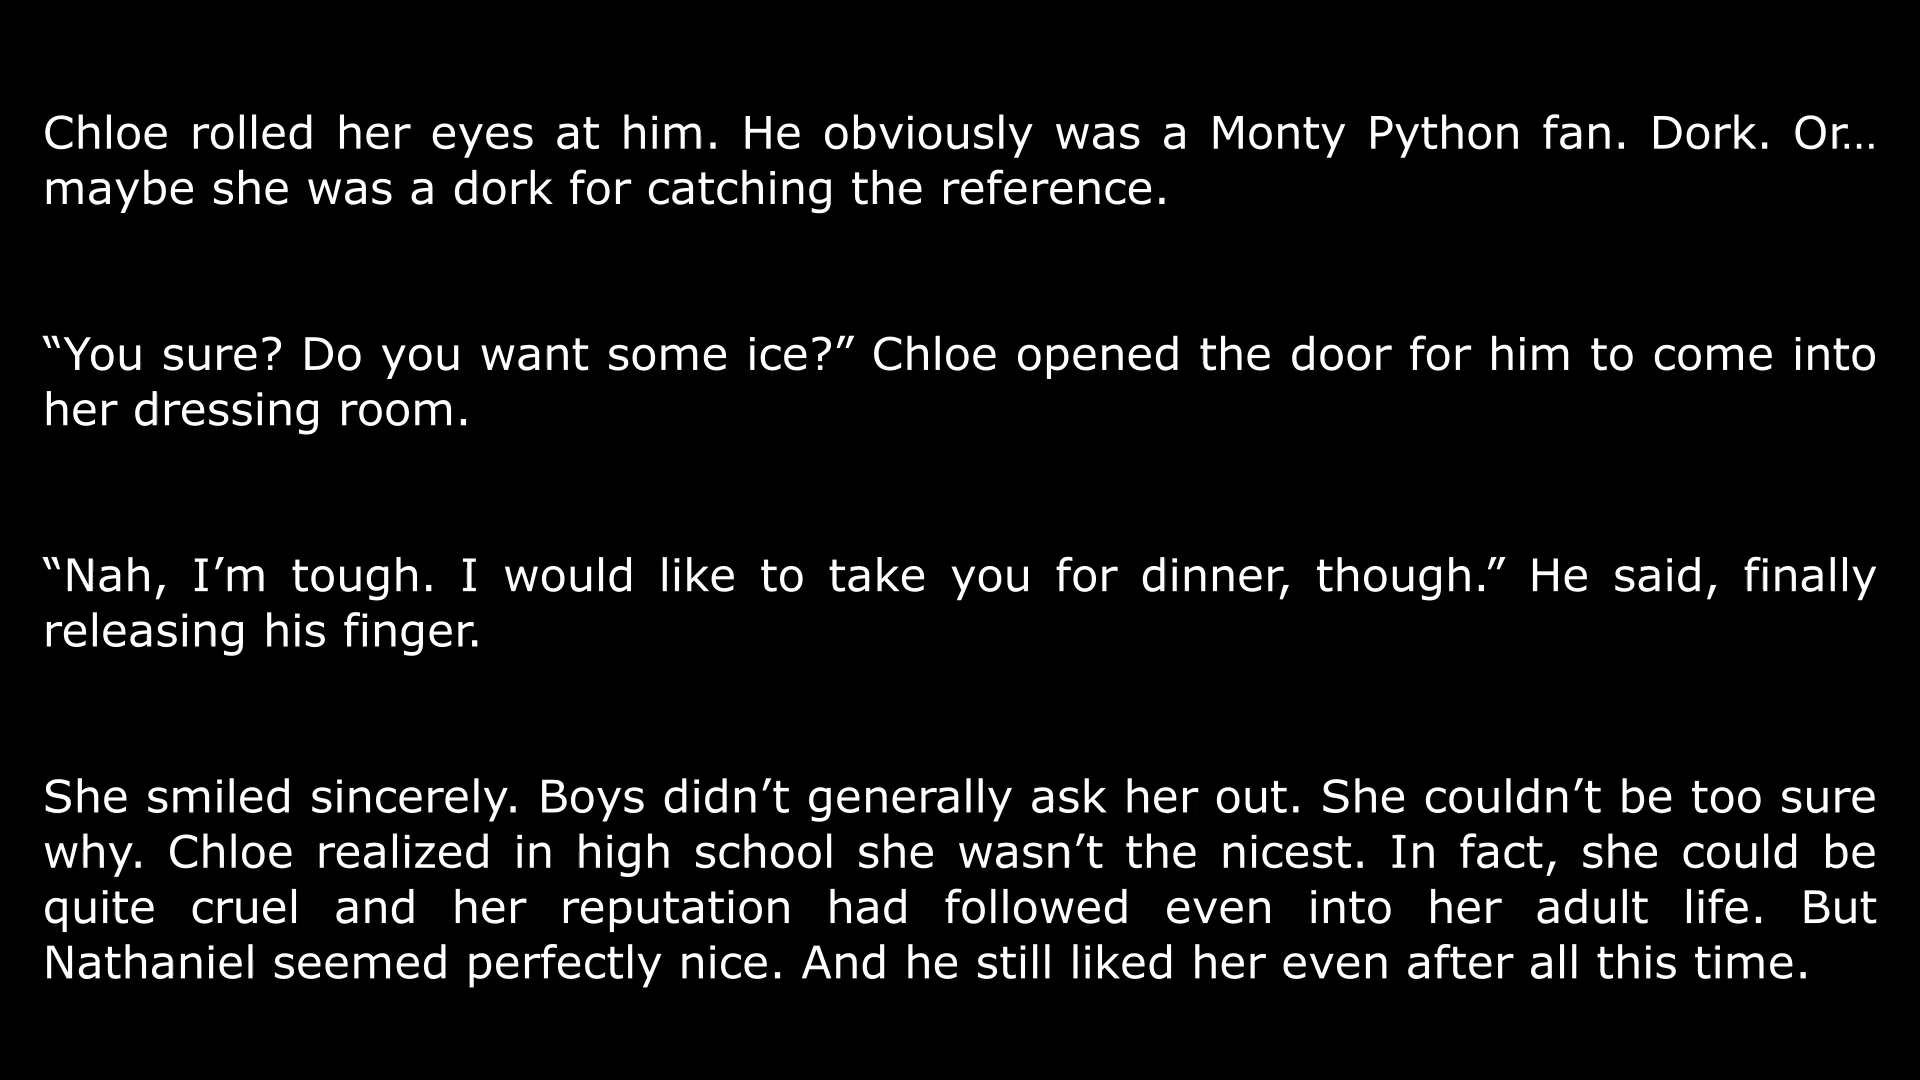 Chloe rolled her eyes at him. He obviously was a Monty Python fan. Dork. Or…
maybe she was a dork for catching the reference.
“You sure? Do you want some ice?” Chloe opened the door for him to come into
her dressing room.
“Nah, I’m tough. I would like to take you for dinner, though.” He said, finally
releasing his finger.
She smiled sincerely. Boys didn’t generally ask her out. She couldn’t be too sure
why. Chloe realized in high school she wasn’t the nicest. In fact, she could be
quite cruel and her reputation had followed even into her adult life. But
Nathaniel seemed perfectly nice. And he still liked her even after all this time.